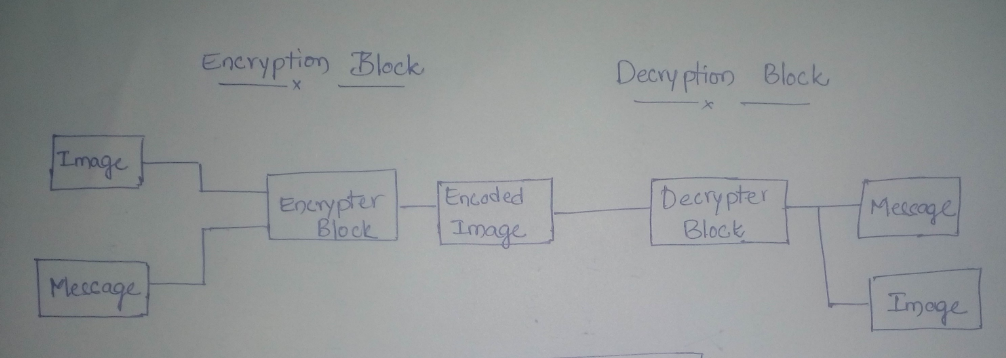 Encryption Block
Decryption Block
Image
Message
Encrypter
Block
Encoded
Image
Decrypter
Block
Message
Image